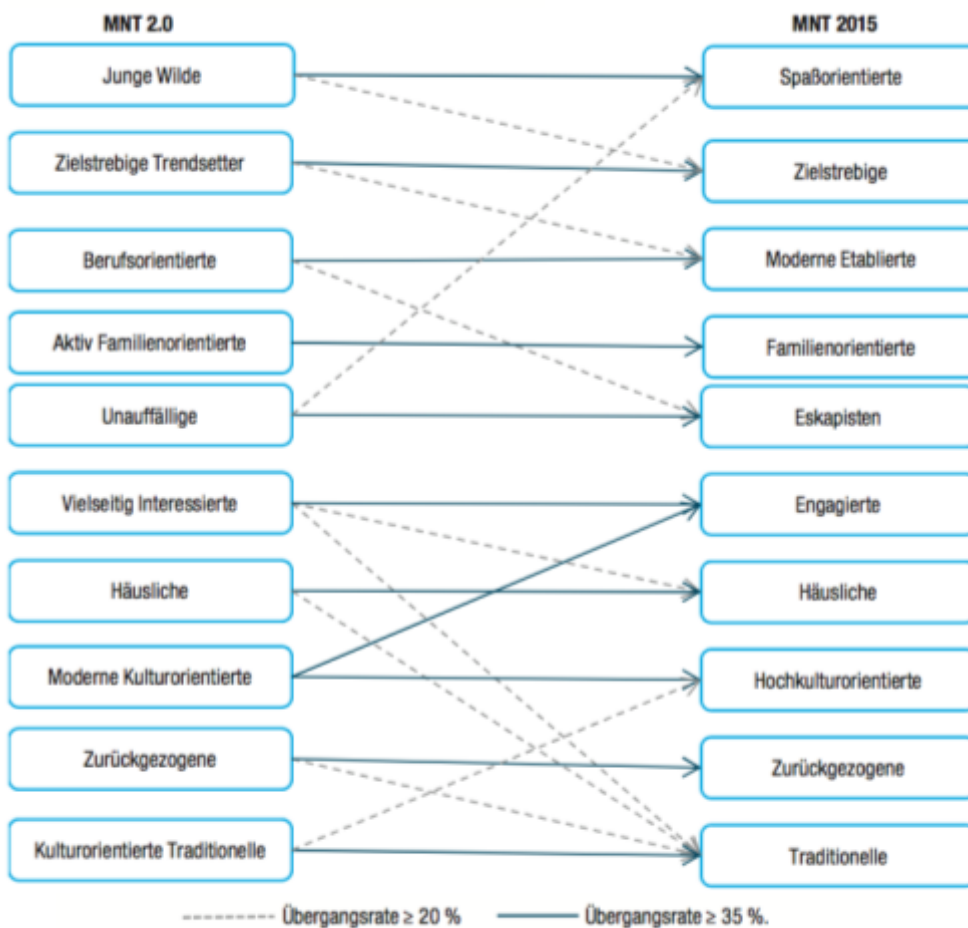 MNT 2.0 MNT 2015
Junge Wilde Spaßorientierte
Zielstrebige Trendsetter Zielstrebige
Berufsorientierte Moderne Etablierte
Aktiv Familienorientierte Familienorientierte
Unauffällige Eskapisten
Vielseitig Interessierte Engagierte
Häusliche Häusliche
Moderne Kulturorientierte Hochkulturorientierte
Zurückgezogene Zurückgezogene
Kulturorientierte Traditionelle Traditionelle
Übergangsrate ≥ 20 % Übergangsrate ≥ 35 %.